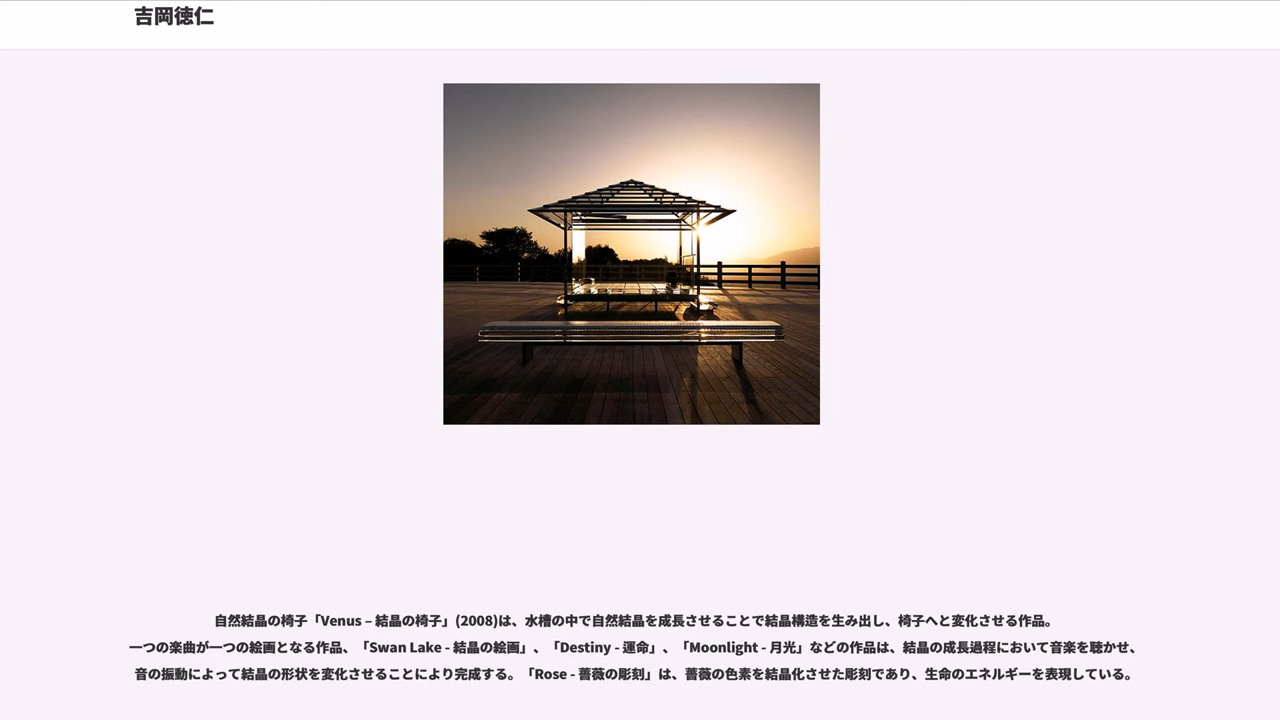 吉岡徳仁
自然結晶の椅子「Venus – 結晶の椅子」(2008)は、水槽の中で自然結晶を成長させることで結晶構造を生み出し、椅子へと変化させる作品。
一つの楽曲が一つの絵画となる作品、「Swan Lake - 結晶の絵画」、「Destiny - 運命」、「Moonlight - 月光」などの作品は、結晶の成長過程において音楽を聴かせ、
音の振動によって結晶の形状を変化させることにより完成する。「Rose - 薔薇の彫刻」は、薔薇の色素を結晶化させた彫刻であり、生命のエネルギーを表現している。